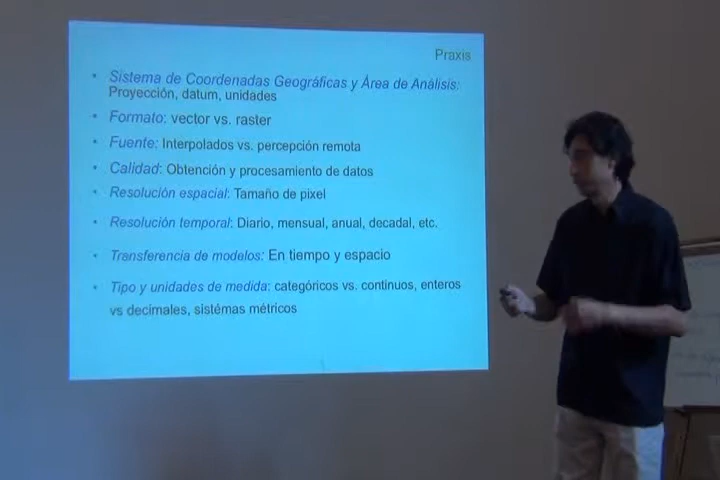 Praxis
• Sistema de Coordenadas Geográficas y Área de Análisis:
Proyección, datum, unidades
• Formato: vector vs. raster
• Fuente: Interpolados vs. percepción remota
• Calidad: Obtención y procesamiento de datos
• Resolución espacial: Tamaño de pixel
• Resolución temporal: Diario, mensual, anual, decadal, etc.
• Transferencia de modelos: En tiempo y espacio
• Tipo y unidades de medida: categóricos vs. continuos, enteros
vs decimales, sistémas métricos